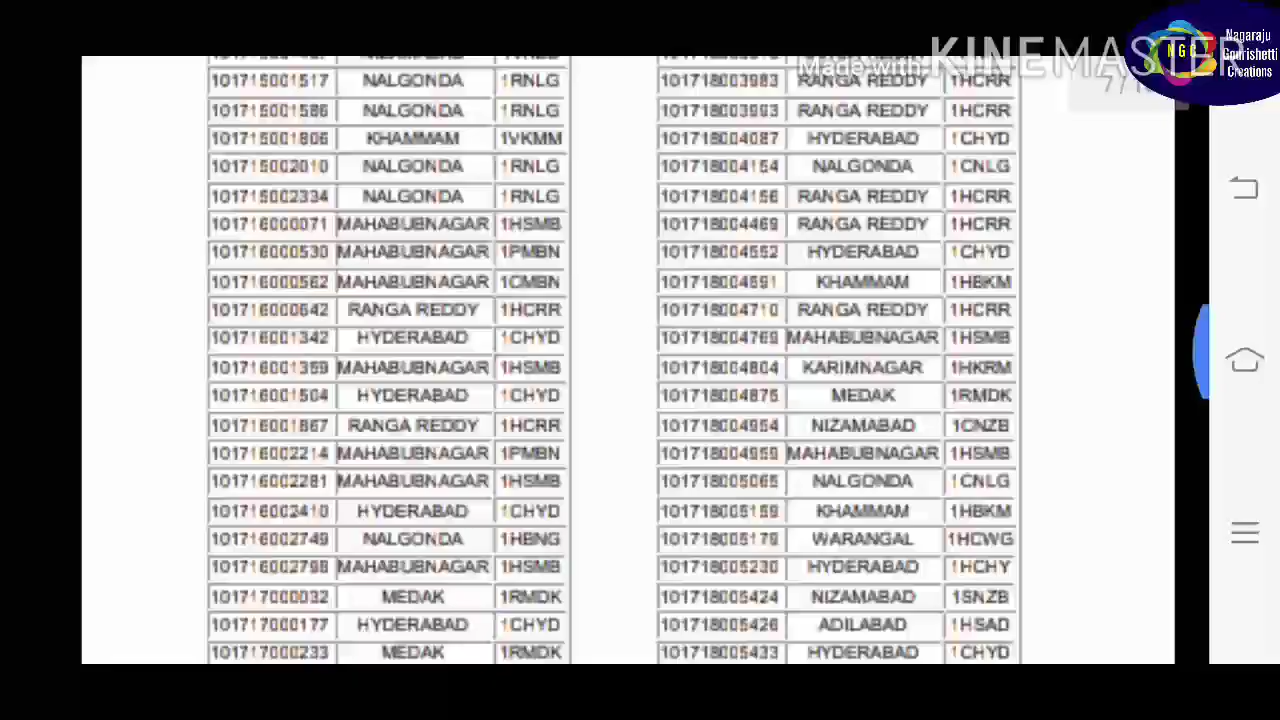 Nagaraju
Gourishetti
Creations
NGC
Made with KINEMASTER
101715001517 NALGONDA 1RNLG
101715001586 NALGONDA 1RNLG
101715001806 KHAMMAM 1VKMM
101715002010 NALGONDA 1RNLG
101715002334 NALGONDA 1RNLG
101716000071 MAHABUBNAGAR 1HSMB
101716000530 MAHABUBNAGAR 1PMBN
101716000562 MAHABUBNAGAR 1CMBN
101716000642 RANGA REDDY 1HCRR
101716001342 HYDERABAD 1CHYD
101716001359 MAHABUBNAGAR 1HSMB
101716001504 HYDERABAD 1CHYD
101716001867 RANGA REDDY 1HCRR
101716002214 MAHABUBNAGAR 1PMBN
101716002281 MAHABUBNAGAR 1HSMB
101716002410 HYDERABAD 1CHYD
101716002749 NALGONDA 1HBNG
101716002798 MAHABUBNAGAR 1HSMB
101717000032 MEDAK 1RMDK
101717000177 HYDERABAD 1CHYD
101717000233 MEDAK 1RMDK
101718003983 RANGA REDDY 1HCRR
101718003993 RANGA REDDY 1HCRR
101718004087 HYDERABAD 1CHYD
101718004154 NALGONDA 1CNLG
101718004156 RANGA REDDY 1HCRR
101718004469 RANGA REDDY 1HCRR
101718004552 HYDERABAD 1CHYD
101718004691 KHAMMAM 1HBKM
101718004710 RANGA REDDY 1HCRR
101718004769 MAHABUBNAGAR 1HSMB
101718004804 KARIMNAGAR 1HKRM
101718004875 MEDAK 1RMDK
101718004954 NIZAMABAD 1CNZB
101718004959 MAHABUBNAGAR 1HSMB
101718005065 NALGONDA 1CNLG
101718005159 KHAMMAM 1HBKM
101718005179 WARANGAL 1HCWG
101718005230 HYDERABAD 1HCHY
101718005424 NIZAMABAD 1SNZB
101718005426 ADILABAD 1HSAD
101718005433 HYDERABAD 1CHYD